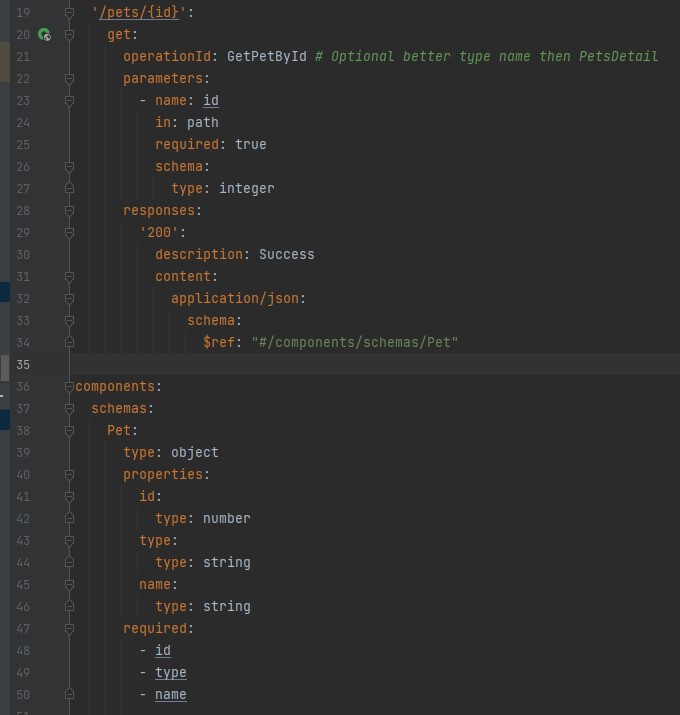 19 '/pets/{id}':
20 get:
21 operationId: GetPetById # Optional better type name then PetsDetail
22 parameters:
23 - name: id
24 in: path
25 required: true
26 schema:
27 type: integer
28 responses:
29 '200':
30 description: Success
31 content:
32 application/json:
33 schema:
34 $ref: "#/components/schemas/Pet"
35
36 components:
37 schemas:
38 Pet:
39 type: object
40 properties:
41 id:
42 type: number
43 type:
44 type: string
45 name:
46 type: string
47 required:
48 - id
49 - type
50 - name